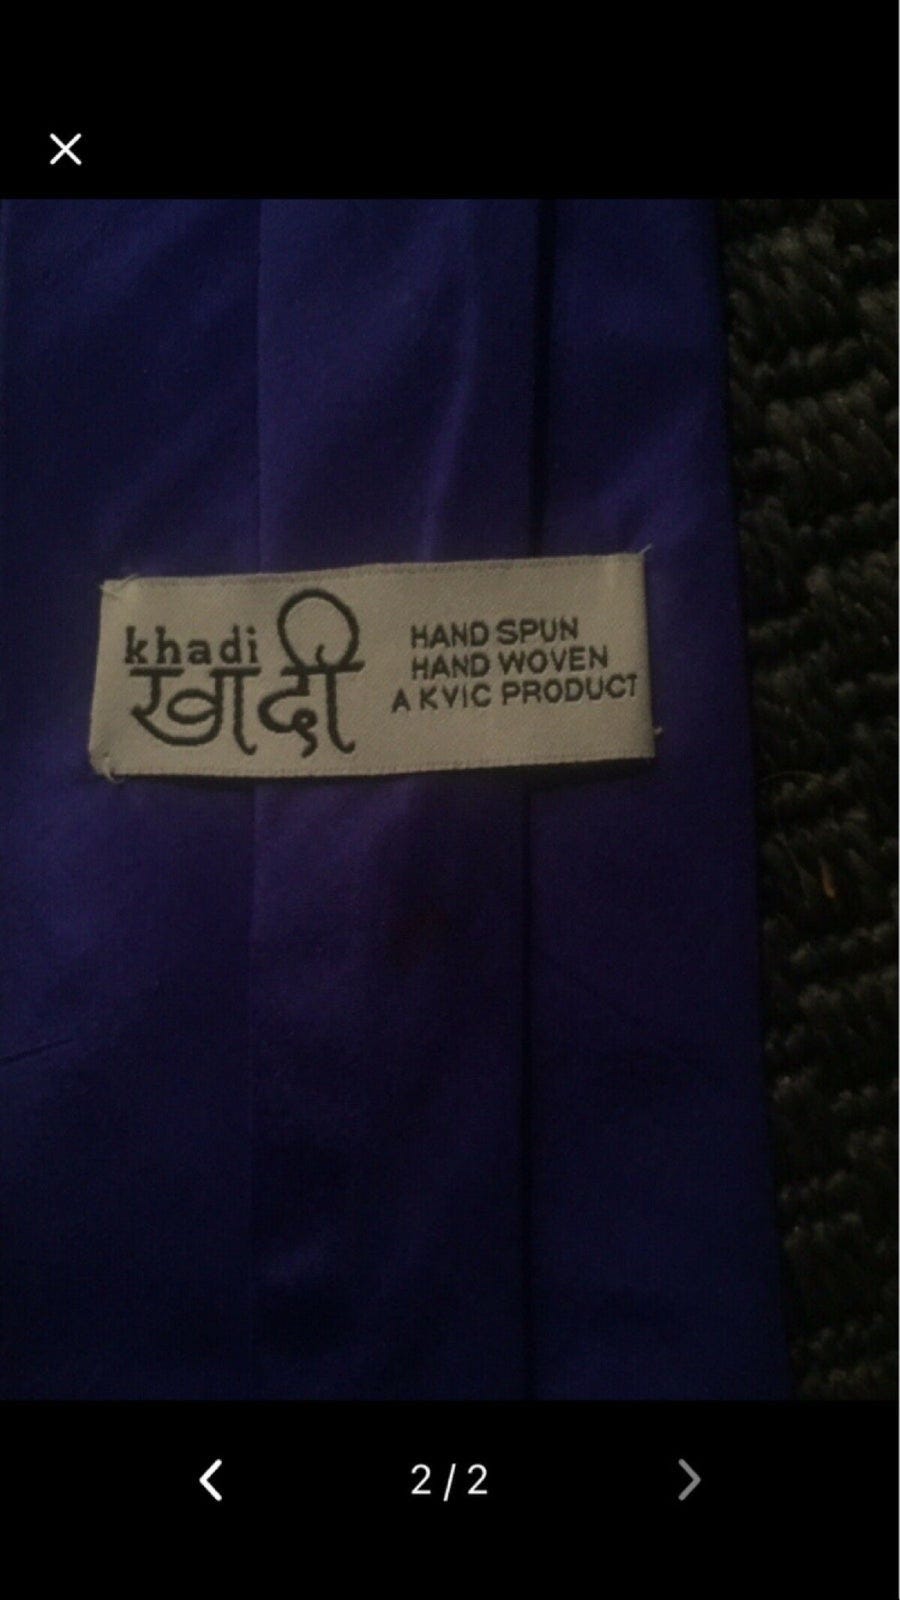 khadi
खादी
HAND SPUN
HAND WOVEN
A KVIC PRODUCT
2 / 2